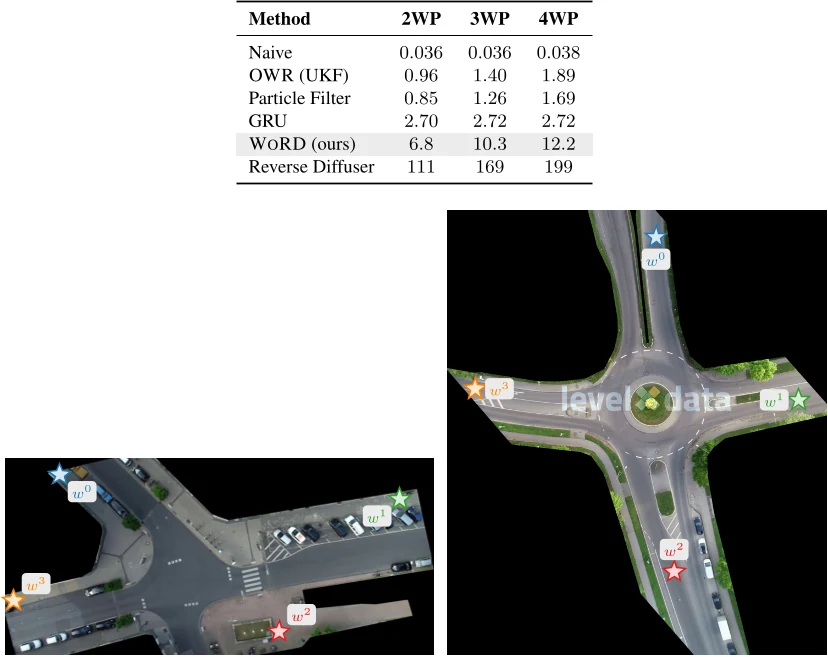 Method 2WP 3WP 4WP
Naive 0.036 0.036 0.038
OWR (UKF) 0.96 1.40 1.89
Particle Filter 0.85 1.26 1.69
GRU 2.70 2.72 2.72
WORD (ours) 6.8 10.3 12.2
Reverse Diffuser 111 169 199
w⁰
w³
level data
w¹
w²
w⁰
w¹
w³
w²